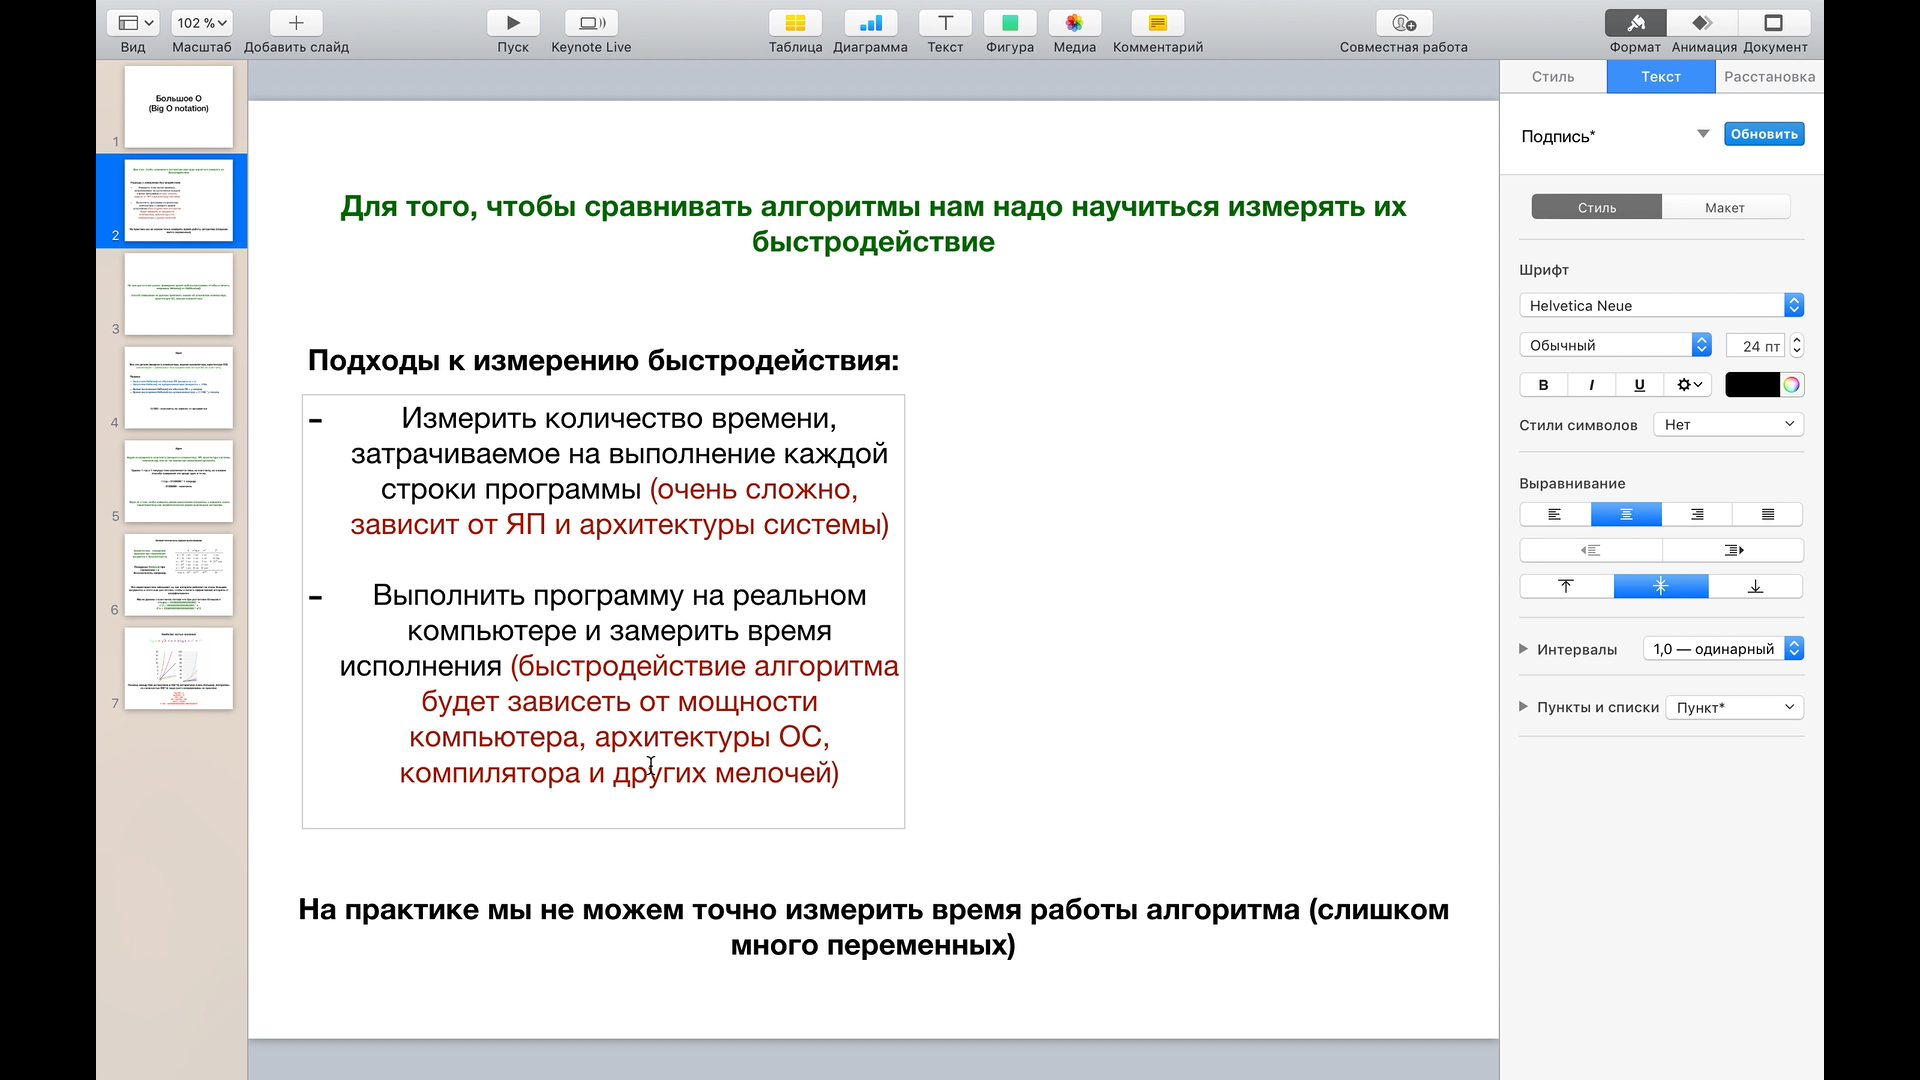 102 %
Вид
Масштаб
Добавить слайд
Пуск
Keynote Live
Таблица
Диаграмма
Текст
Фигура
Медиа
Комментарий
Совместная работа
Формат
Анимация
Документ
Большое О
(Big O notation)
1
2
3
4
5
6
7
Для того, чтобы сравнивать алгоритмы нам надо научиться измерять их
быстродействие
Подходы к измерению быстродействия:
- Измерить количество времени,
затрачиваемое на выполнение каждой
строки программы (очень сложно,
зависит от ЯП и архитектуры системы)
- Выполнить программу на реальном
компьютере и замерить время
исполнения (быстродействие алгоритма
будет зависеть от мощности
компьютера, архитектуры ОС,
компилятора и других мелочей)
На практике мы не можем точно измерить время работы алгоритма (слишком
много переменных)
Стиль
Текст
Расстановка
Подпись*
Обновить
Стиль
Макет
Шрифт
Helvetica Neue
Обычный
24 пт
B I U
Стили символов
Нет
Выравнивание
Интервалы
1,0 — одинарный
Пункты и списки
Пункт*